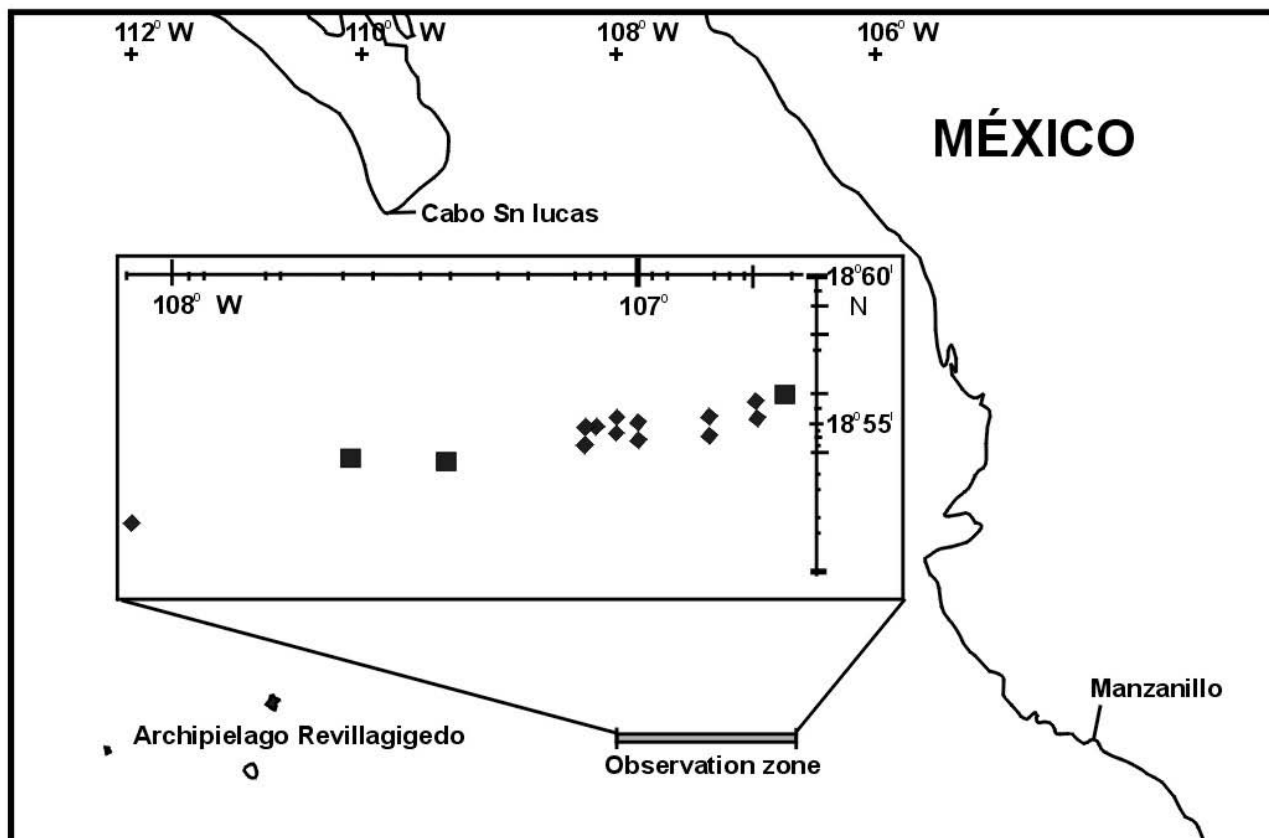 112° W 110° W 108° W 106° W
MÉXICO
Cabo Sn lucas
18°60'
108° W 107° N
18°55'
Manzanillo
Archipielago Revillagigedo
Observation zone